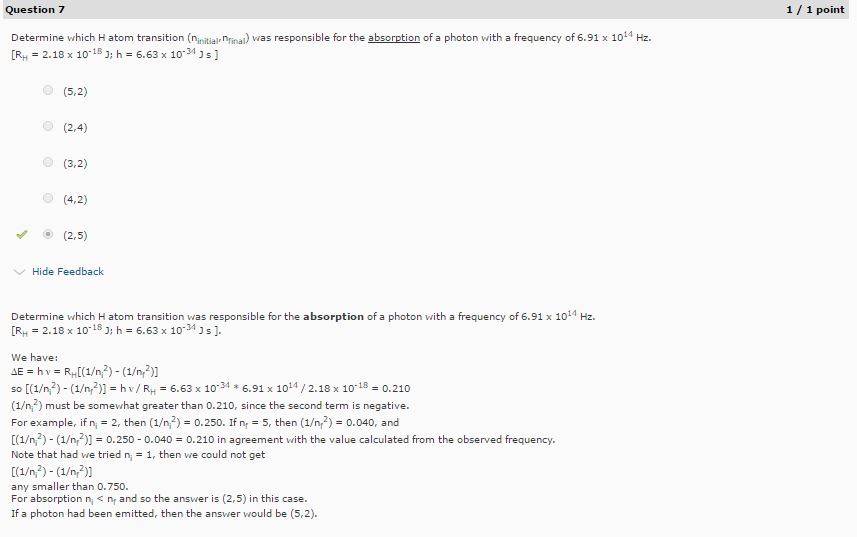 Question 7 1 / 1 point
Determine which H atom transition (n_initial,n_final) was responsible for the absorption of a photon with a frequency of 6.91 x 10^14 Hz.
[R_H = 2.18 x 10^-18 J; h = 6.63 x 10^-34 J s ]
(5,2)
(2,4)
(3,2)
(4,2)
(2,5)
Hide Feedback
Determine which H atom transition was responsible for the absorption of a photon with a frequency of 6.91 x 10^14 Hz.
[R_H = 2.18 x 10^-18 J; h = 6.63 x 10^-34 J s ].
We have:
ΔE = h ν = R_H[(1/n_i^2) - (1/n_f^2)]
so [(1/n_i^2) - (1/n_f^2)] = h ν / R_H = 6.63 x 10^-34 * 6.91 x 10^14 / 2.18 x 10^-18 = 0.210
(1/n_i^2) must be somewhat greater than 0.210, since the second term is negative.
For example, if n_i = 2, then (1/n_i^2) = 0.250. If n_f = 5, then (1/n_f^2) = 0.040, and
[(1/n_i^2) - (1/n_f^2)] = 0.250 - 0.040 = 0.210 in agreement with the value calculated from the observed frequency.
Note that had we tried n_i = 1, then we could not get
[(1/n_i^2) - (1/n_f^2)]
any smaller than 0.750.
For absorption n_i < n_f and so the answer is (2,5) in this case.
If a photon had been emitted, then the answer would be (5,2).